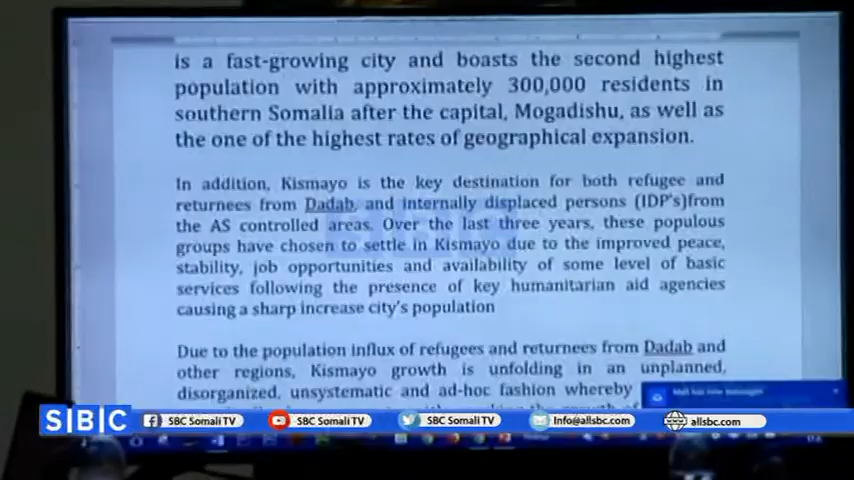 is a fast-growing city and boasts the second highest
population with approximately 300,000 residents in
southern Somalia after the capital, Mogadishu, as well as
the one of the highest rates of geographical expansion.
In addition, Kismayo is the key destination for both refugee and
returnees from Dadab, and internally displaced persons (IDP's)from
the AS controlled areas. Over the last three years, these populous
groups have chosen to settle in Kismayo due to the improved peace,
stability, job opportunities and availability of some level of basic
services following the presence of key humanitarian aid agencies
causing a sharp increase city's population
Due to the population influx of refugees and returnees from Dadab and
other regions, Kismayo growth is unfolding in an unplanned,
disorganized, unsystematic and ad-hoc fashion whereby
SBC SBC Somali TV SBC Somali TV SBC Somali TV Info@allsbc.com allsbc.com